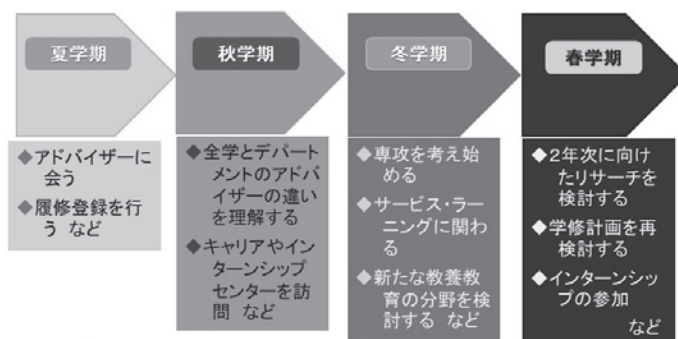 夏学期
◆アドバイザーに
会う
◆履修登録を行
う など
秋学期
◆全学とデパート
メントのアドバ
イザーの違い
を理解する
◆キャリアやイン
ターンシップ
センターを訪
問 など
冬学期
◆専攻を考え始
める
◆サービス・ラー
ニングに関わ
る
◆新たな教養教
育の分野を検
討する など
春学期
◆2年次に向け
たリサーチを
検討する
◆学修計画を再
検討する
◆インターンシッ
プの参加
など